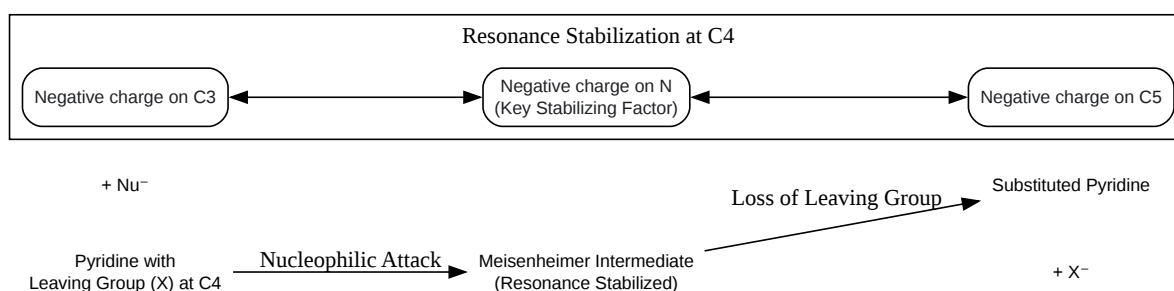 Resonance Stabilization at C4
Negative charge on C3
Negative charge on N
(Key Stabilizing Factor)
Negative charge on C5
+ Nu⁻
Loss of Leaving Group
Substituted Pyridine
Pyridine with
Leaving Group (X) at C4
Nucleophilic Attack
Meisenheimer Intermediate
(Resonance Stabilized)
+ X⁻